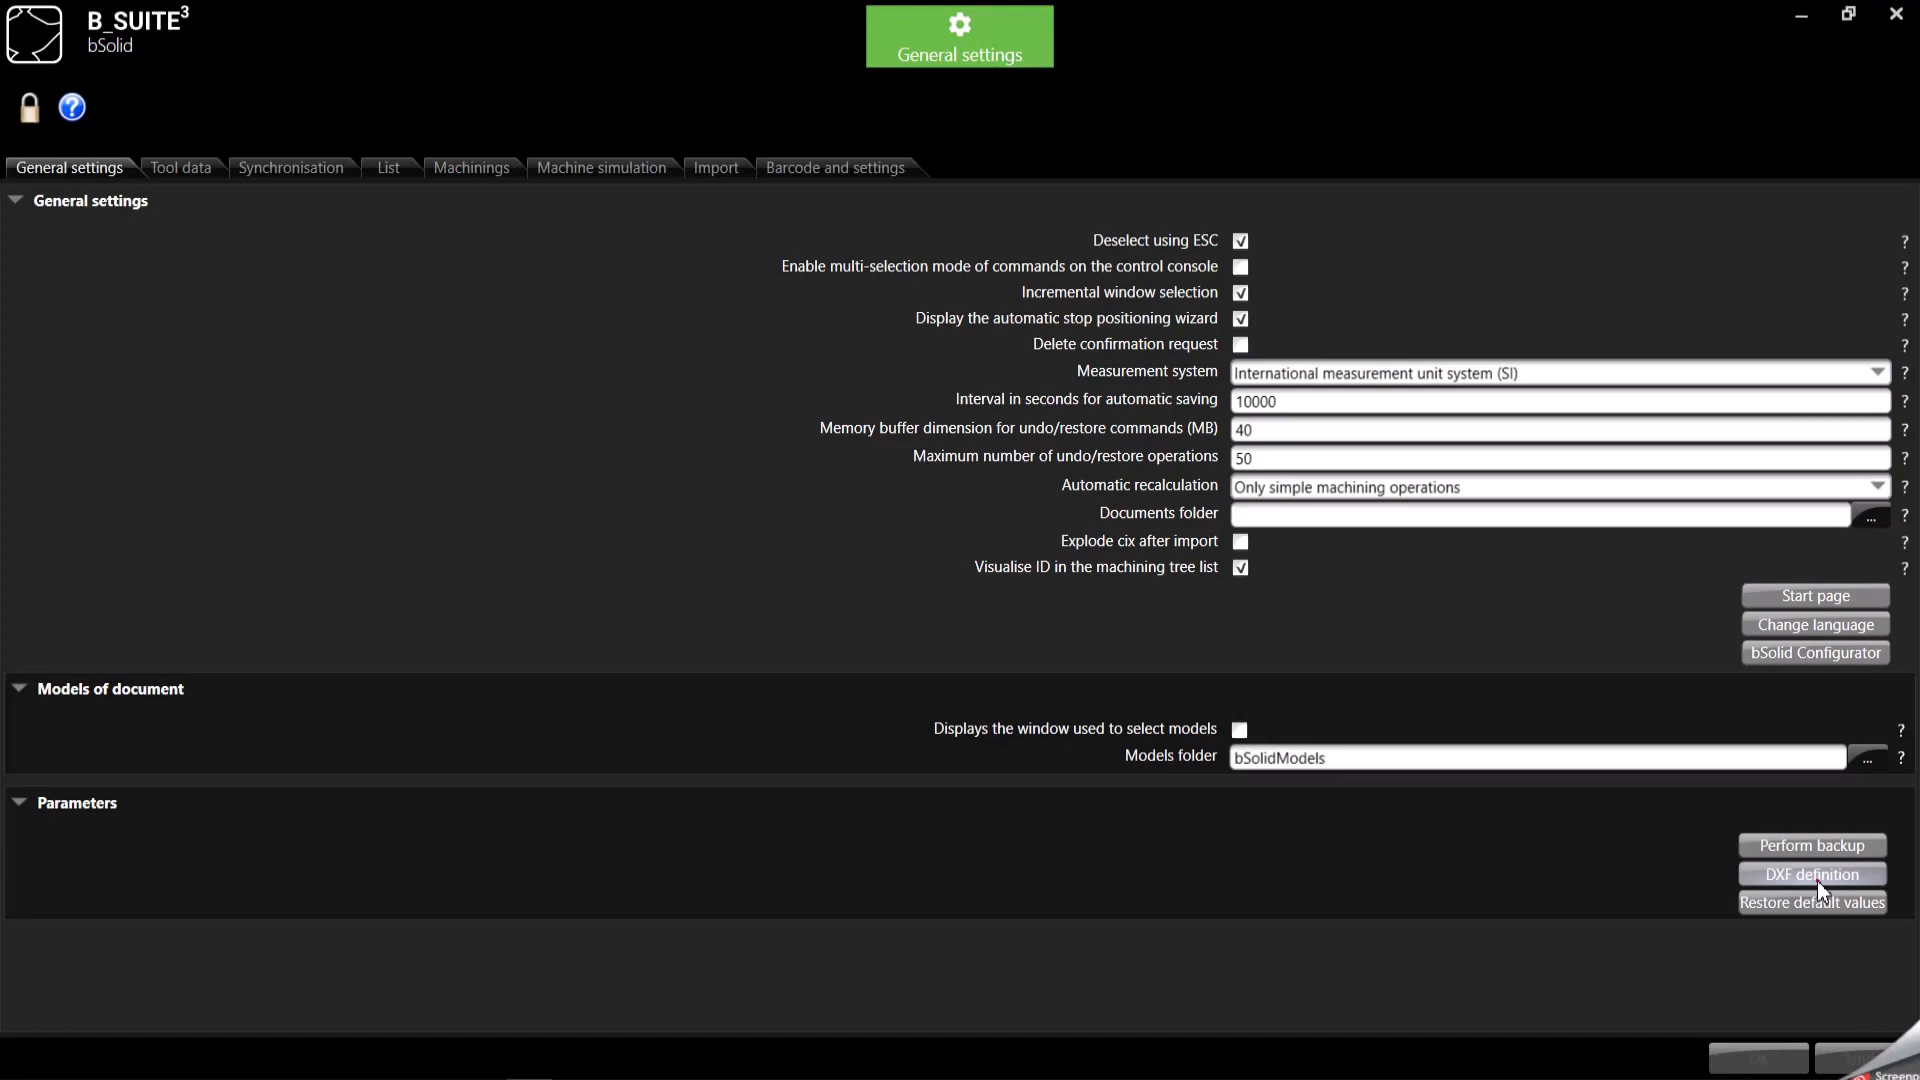 B_SUITE³
bSolid
General settings
General settings
Tool data
Synchronisation
List
Machinings
Machine simulation
Import
Barcode and settings
General settings
Deselect using ESC
?
Enable multi-selection mode of commands on the control console
?
Incremental window selection
?
Display the automatic stop positioning wizard
?
Delete confirmation request
?
Measurement system International measurement unit system (SI)
?
Interval in seconds for automatic saving 10000
?
Memory buffer dimension for undo/restore commands (MB) 40
?
Maximum number of undo/restore operations 50
?
Automatic recalculation Only simple machining operations
?
Documents folder
... ?
Explode cix after import
?
Visualise ID in the machining tree list
?
Start page
Change language
bSolid Configurator
Models of document
Displays the window used to select models
?
Models folder bSolidModels
... ?
Parameters
Perform backup
DXF definition
Restore default values